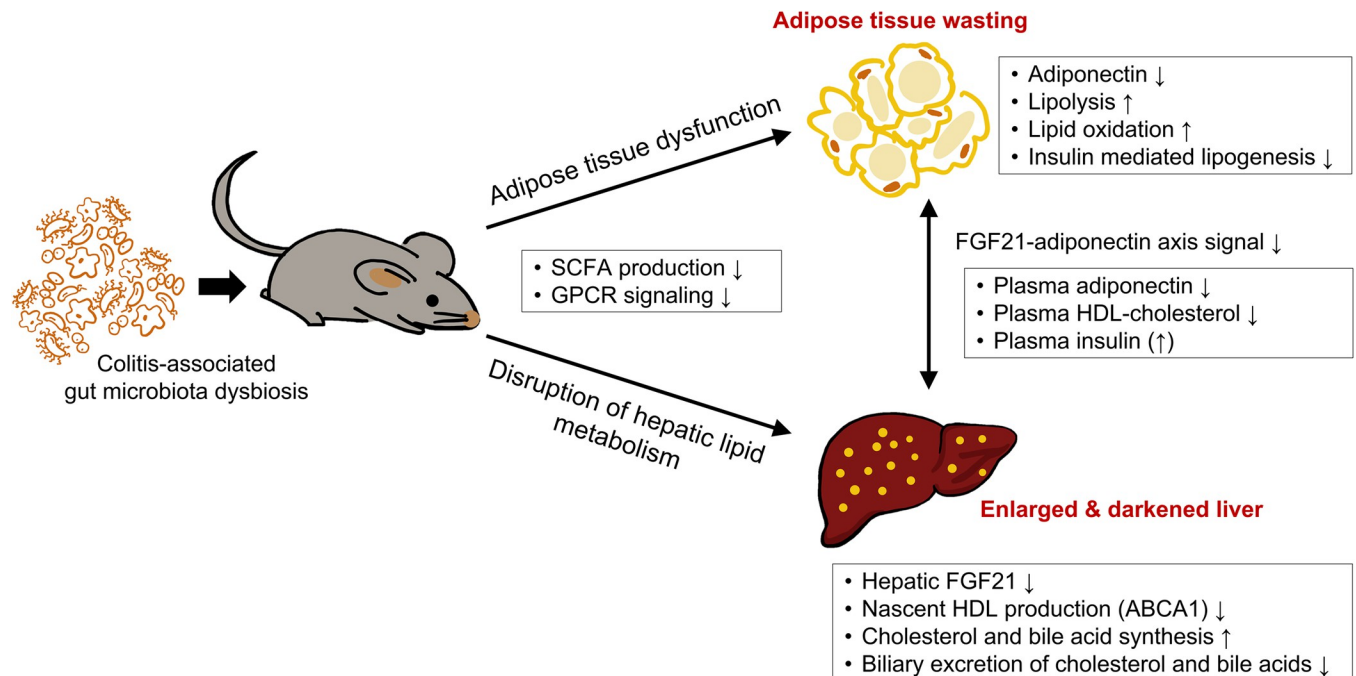 Adipose tissue wasting
• Adiponectin ↓
• Lipolysis ↑
• Lipid oxidation ↑
• Insulin mediated lipogenesis ↓
Adipose tissue dysfunction
FGF21-adiponectin axis signal ↓
• SCFA production ↓
• GPCR signaling ↓
• Plasma adiponectin ↓
• Plasma HDL-cholesterol ↓
• Plasma insulin (↑)
Colitis-associated
gut microbiota dysbiosis
Disruption of hepatic lipid
metabolism
Enlarged & darkened liver
• Hepatic FGF21 ↓
• Nascent HDL production (ABCA1) ↓
• Cholesterol and bile acid synthesis ↑
• Biliary excretion of cholesterol and bile acids ↓